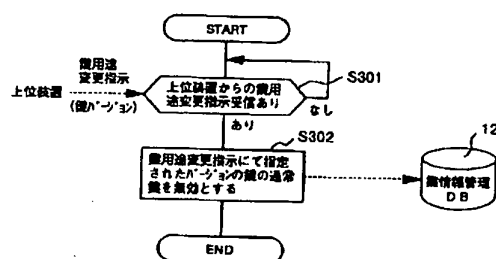 START
鍵用途
変更指示
上位装置
(鍵バージョン)
上位装置からの鍵用
途変更指示受信あり
S301
なし
あり
S302
鍵用途変更指示にて指定
されたバージョンの鍵の通常
鍵を無効とする
12
鍵情報管理
DB
END